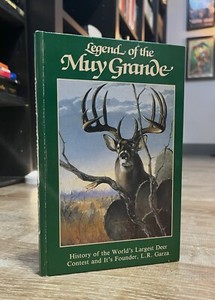 Legend of the
Muy Grande
History of the World's Largest Deer
Contest and It's Founder, L.R. Garza